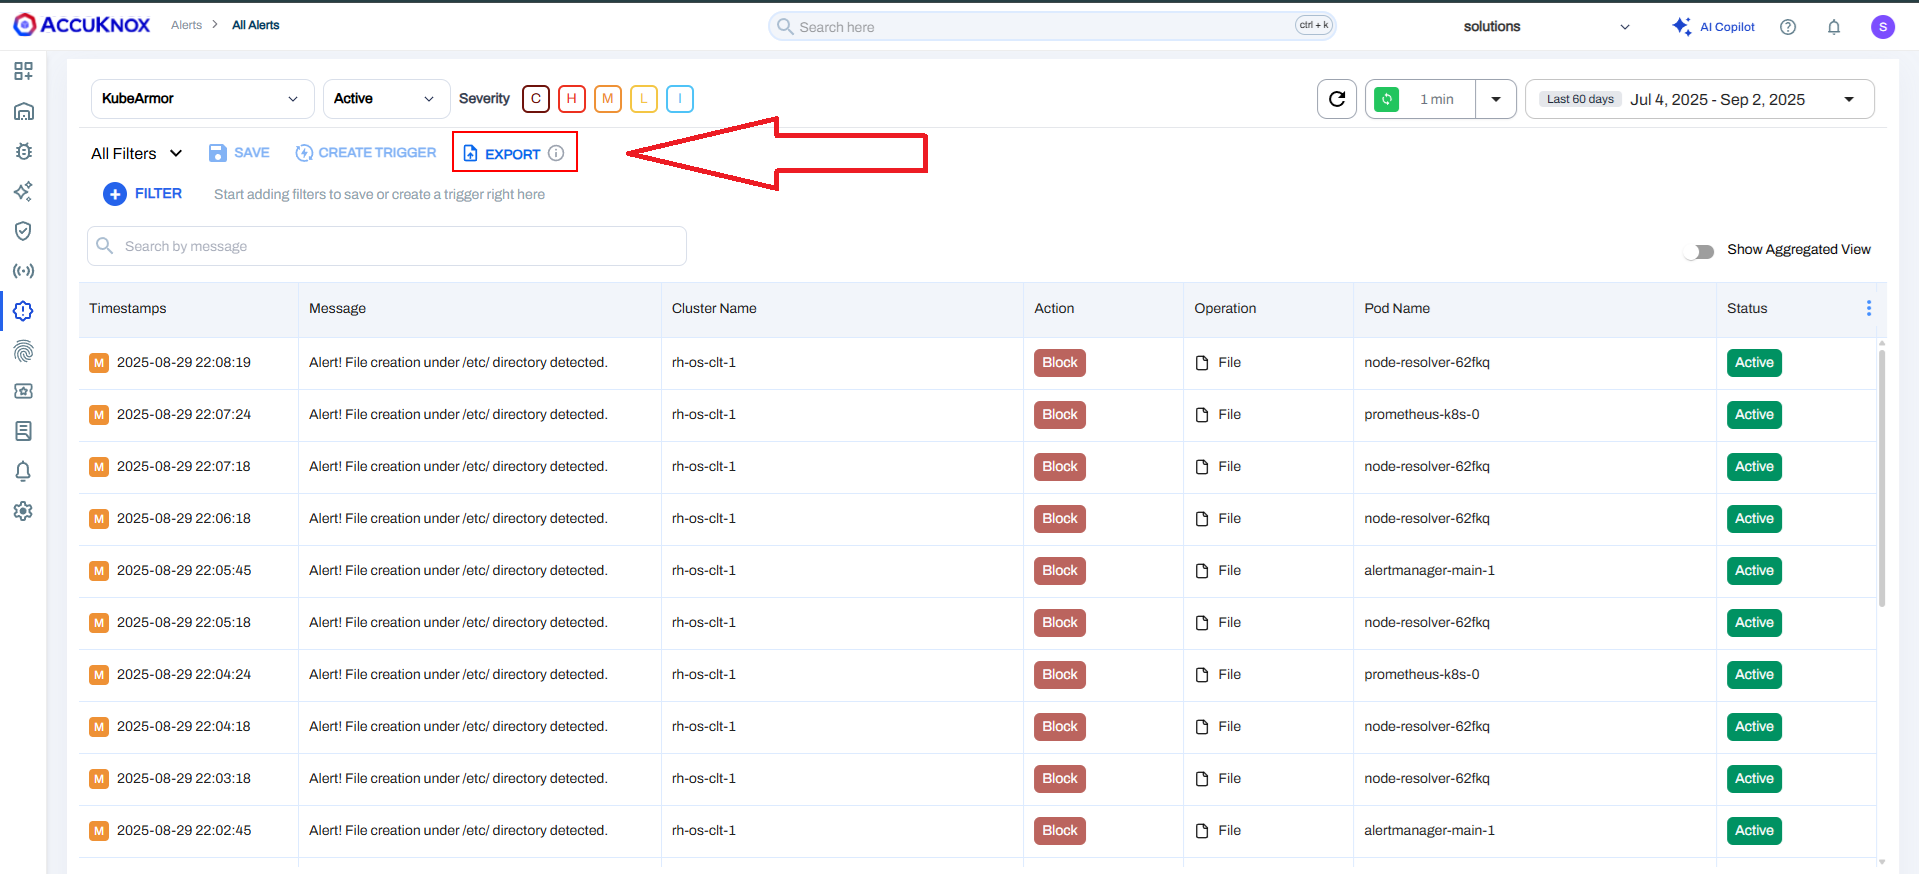 ACCUKNOX Alerts > All Alerts Search here ctrl + k solutions AI Copilot S
KubeArmor Active Severity C H M L I 1 min Last 60 days Jul 4, 2025 - Sep 2, 2025
All Filters SAVE CREATE TRIGGER EXPORT
FILTER Start adding filters to save or create a trigger right here
Search by message Show Aggregated View
Timestamps Message Cluster Name Action Operation Pod Name Status
M 2025-08-29 22:08:19 Alert! File creation under /etc/ directory detected. rh-os-clt-1 Block File node-resolver-62fkq Active
M 2025-08-29 22:07:24 Alert! File creation under /etc/ directory detected. rh-os-clt-1 Block File prometheus-k8s-0 Active
M 2025-08-29 22:07:18 Alert! File creation under /etc/ directory detected. rh-os-clt-1 Block File node-resolver-62fkq Active
M 2025-08-29 22:06:18 Alert! File creation under /etc/ directory detected. rh-os-clt-1 Block File node-resolver-62fkq Active
M 2025-08-29 22:05:45 Alert! File creation under /etc/ directory detected. rh-os-clt-1 Block File alertmanager-main-1 Active
M 2025-08-29 22:05:18 Alert! File creation under /etc/ directory detected. rh-os-clt-1 Block File node-resolver-62fkq Active
M 2025-08-29 22:04:24 Alert! File creation under /etc/ directory detected. rh-os-clt-1 Block File prometheus-k8s-0 Active
M 2025-08-29 22:04:18 Alert! File creation under /etc/ directory detected. rh-os-clt-1 Block File node-resolver-62fkq Active
M 2025-08-29 22:03:18 Alert! File creation under /etc/ directory detected. rh-os-clt-1 Block File node-resolver-62fkq Active
M 2025-08-29 22:02:45 Alert! File creation under /etc/ directory detected. rh-os-clt-1 Block File alertmanager-main-1 Active